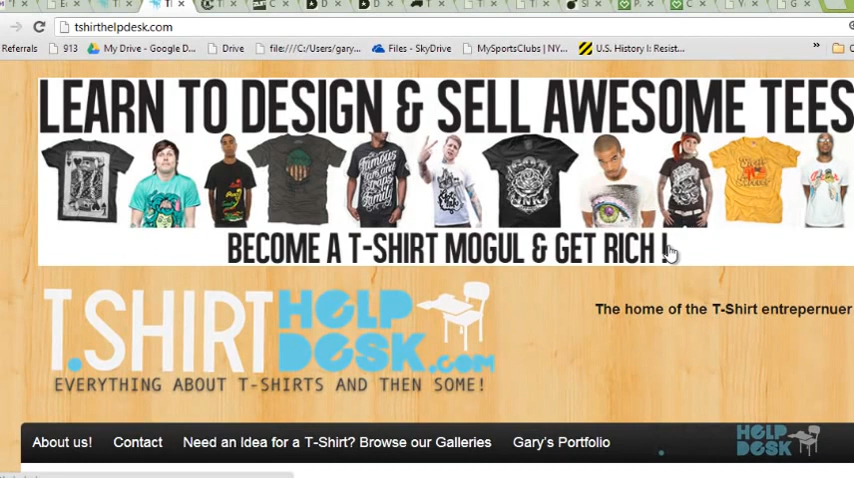 tshirthelpdesk.com
Referrals 913 My Drive - Google D... Drive file:///C:/Users/gary... Files - SkyDrive MySportsClubs | NY... U.S. History I: Resist... »
LEARN TO DESIGN & SELL AWESOME TEES
BECOME A T-SHIRT MOGUL & GET RICH !
T.SHIRT HELP DESK.COM
EVERYTHING ABOUT T-SHIRTS AND THEN SOME!
The home of the T-Shirt entrepernuer
About us! Contact Need an Idea for a T-Shirt? Browse our Galleries Gary's Portfolio
HELP DESK